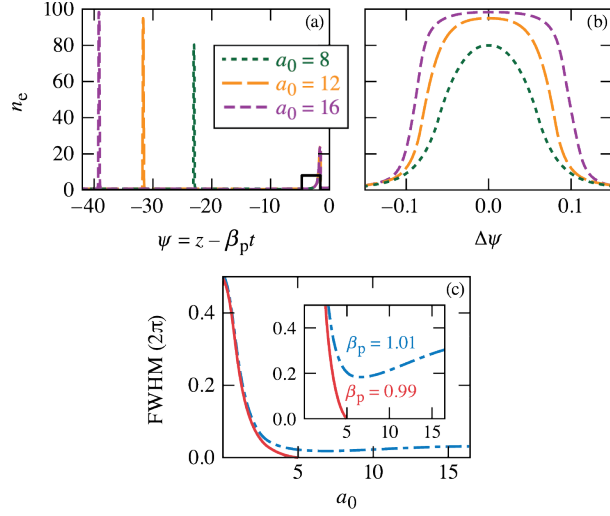 100
80
60
40
20
0
nₑ
(a)
a₀ = 8
a₀ = 12
a₀ = 16
−40 −30 −20 −10 0
ψ = z − βₚt
(b)
−0.1 0.0 0.1
Δψ
(c)
FWHM (2π)
0.4
0.2
0.0
0.4
0.2
0.0
βₚ = 1.01
βₚ = 0.99
5 10 15
5 10 15
a₀